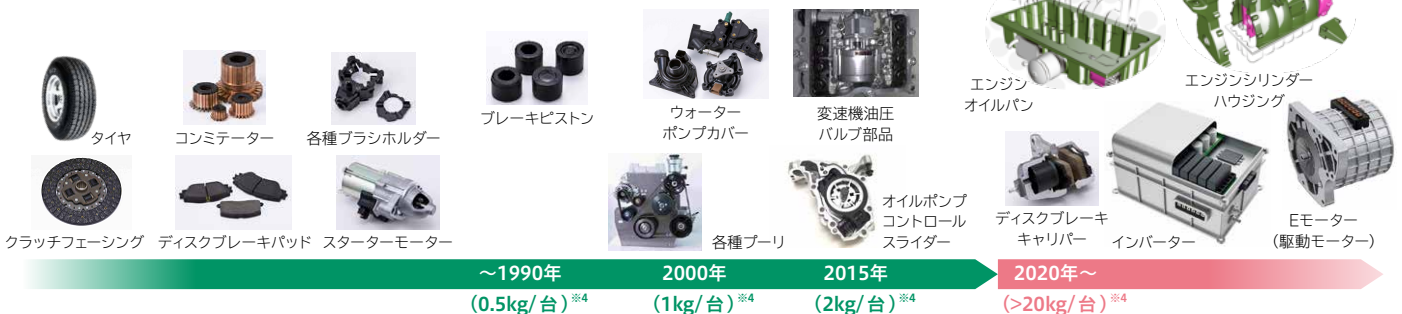 タイヤ
コンミテーター
各種ブラシホルダー
クラッチフェーシング
ディスクブレーキパッド
スターターモーター
ブレーキピストン
ウォーター
ポンプカバー
各種プーリ
変速機油圧
バルブ部品
オイルポンプ
コントロール
スライダー
エンジン
オイルパン
エンジンシリンダー
ハウジング
ディスクブレーキ
キャリパー
インバーター
Eモーター
（駆動モーター）
～1990年
（0.5kg/台）※4
2000年
（1kg/台）※4
2015年
（2kg/台）※4
2020年～
（>20kg/台）※4